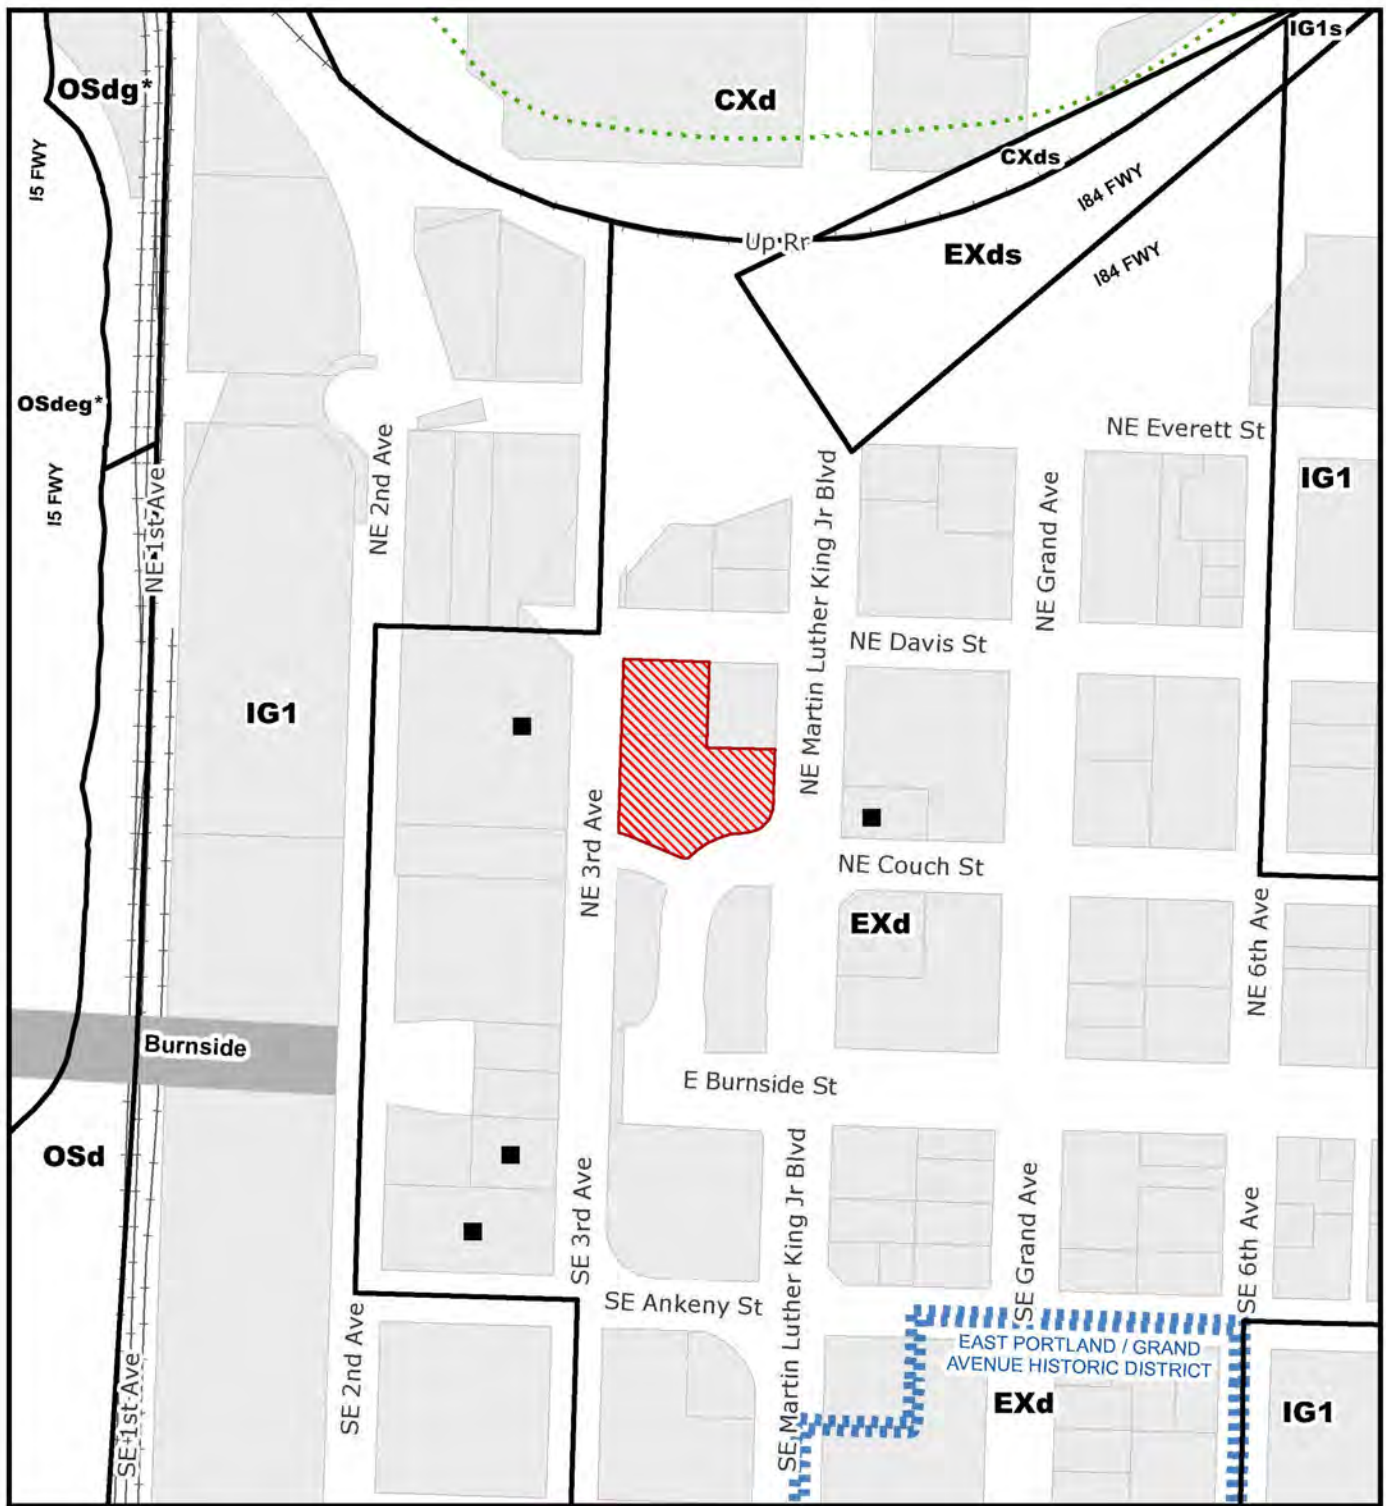 IG1s
OSdg*
CXd
I5 FWY
CXds
I84 FWY
Up Rr
EXds
I84 FWY
OSdeg*
NE Everett St
IG1
I5 FWY
NE 1st Ave
NE 2nd Ave
NE Martin Luther King Jr Blvd
NE Grand Ave
NE Davis St
IG1
NE 3rd Ave
NE Couch St
EXd
NE 6th Ave
Burnside
E Burnside St
OSd
SE 3rd Ave
SE Martin Luther King Jr Blvd
SE Grand Ave
SE 6th Ave
SE Ankeny St
SE 1st Ave
SE 2nd Ave
EAST PORTLAND / GRAND
AVENUE HISTORIC DISTRICT
EXd
IG1